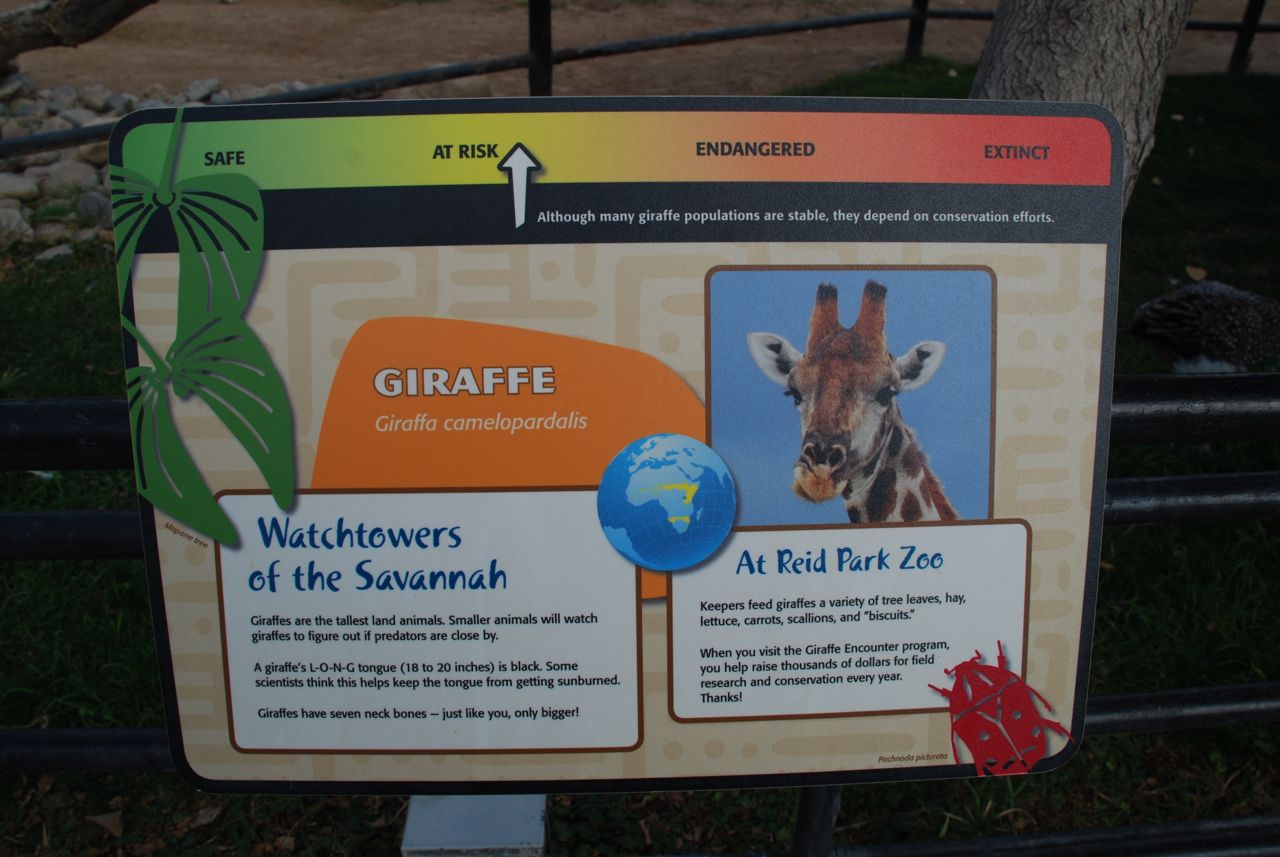 SAFE
AT RISK
ENDANGERED
EXTINCT
Although many giraffe populations are stable, they depend on conservation efforts.
GIRAFFE
Giraffa camelopardalis
Mopane tree
Watchtowers
of the Savannah
Giraffes are the tallest land animals. Smaller animals will watch
giraffes to figure out if predators are close by.
A giraffe's L-O-N-G tongue (18 to 20 inches) is black. Some
scientists think this helps keep the tongue from getting sunburned.
Giraffes have seven neck bones – just like you, only bigger!
At Reid Park Zoo
Keepers feed giraffes a variety of tree leaves, hay,
lettuce, carrots, scallions, and "biscuits."
When you visit the Giraffe Encounter program,
you help raise thousands of dollars for field
research and conservation every year.
Thanks!
Pachnoda picturata